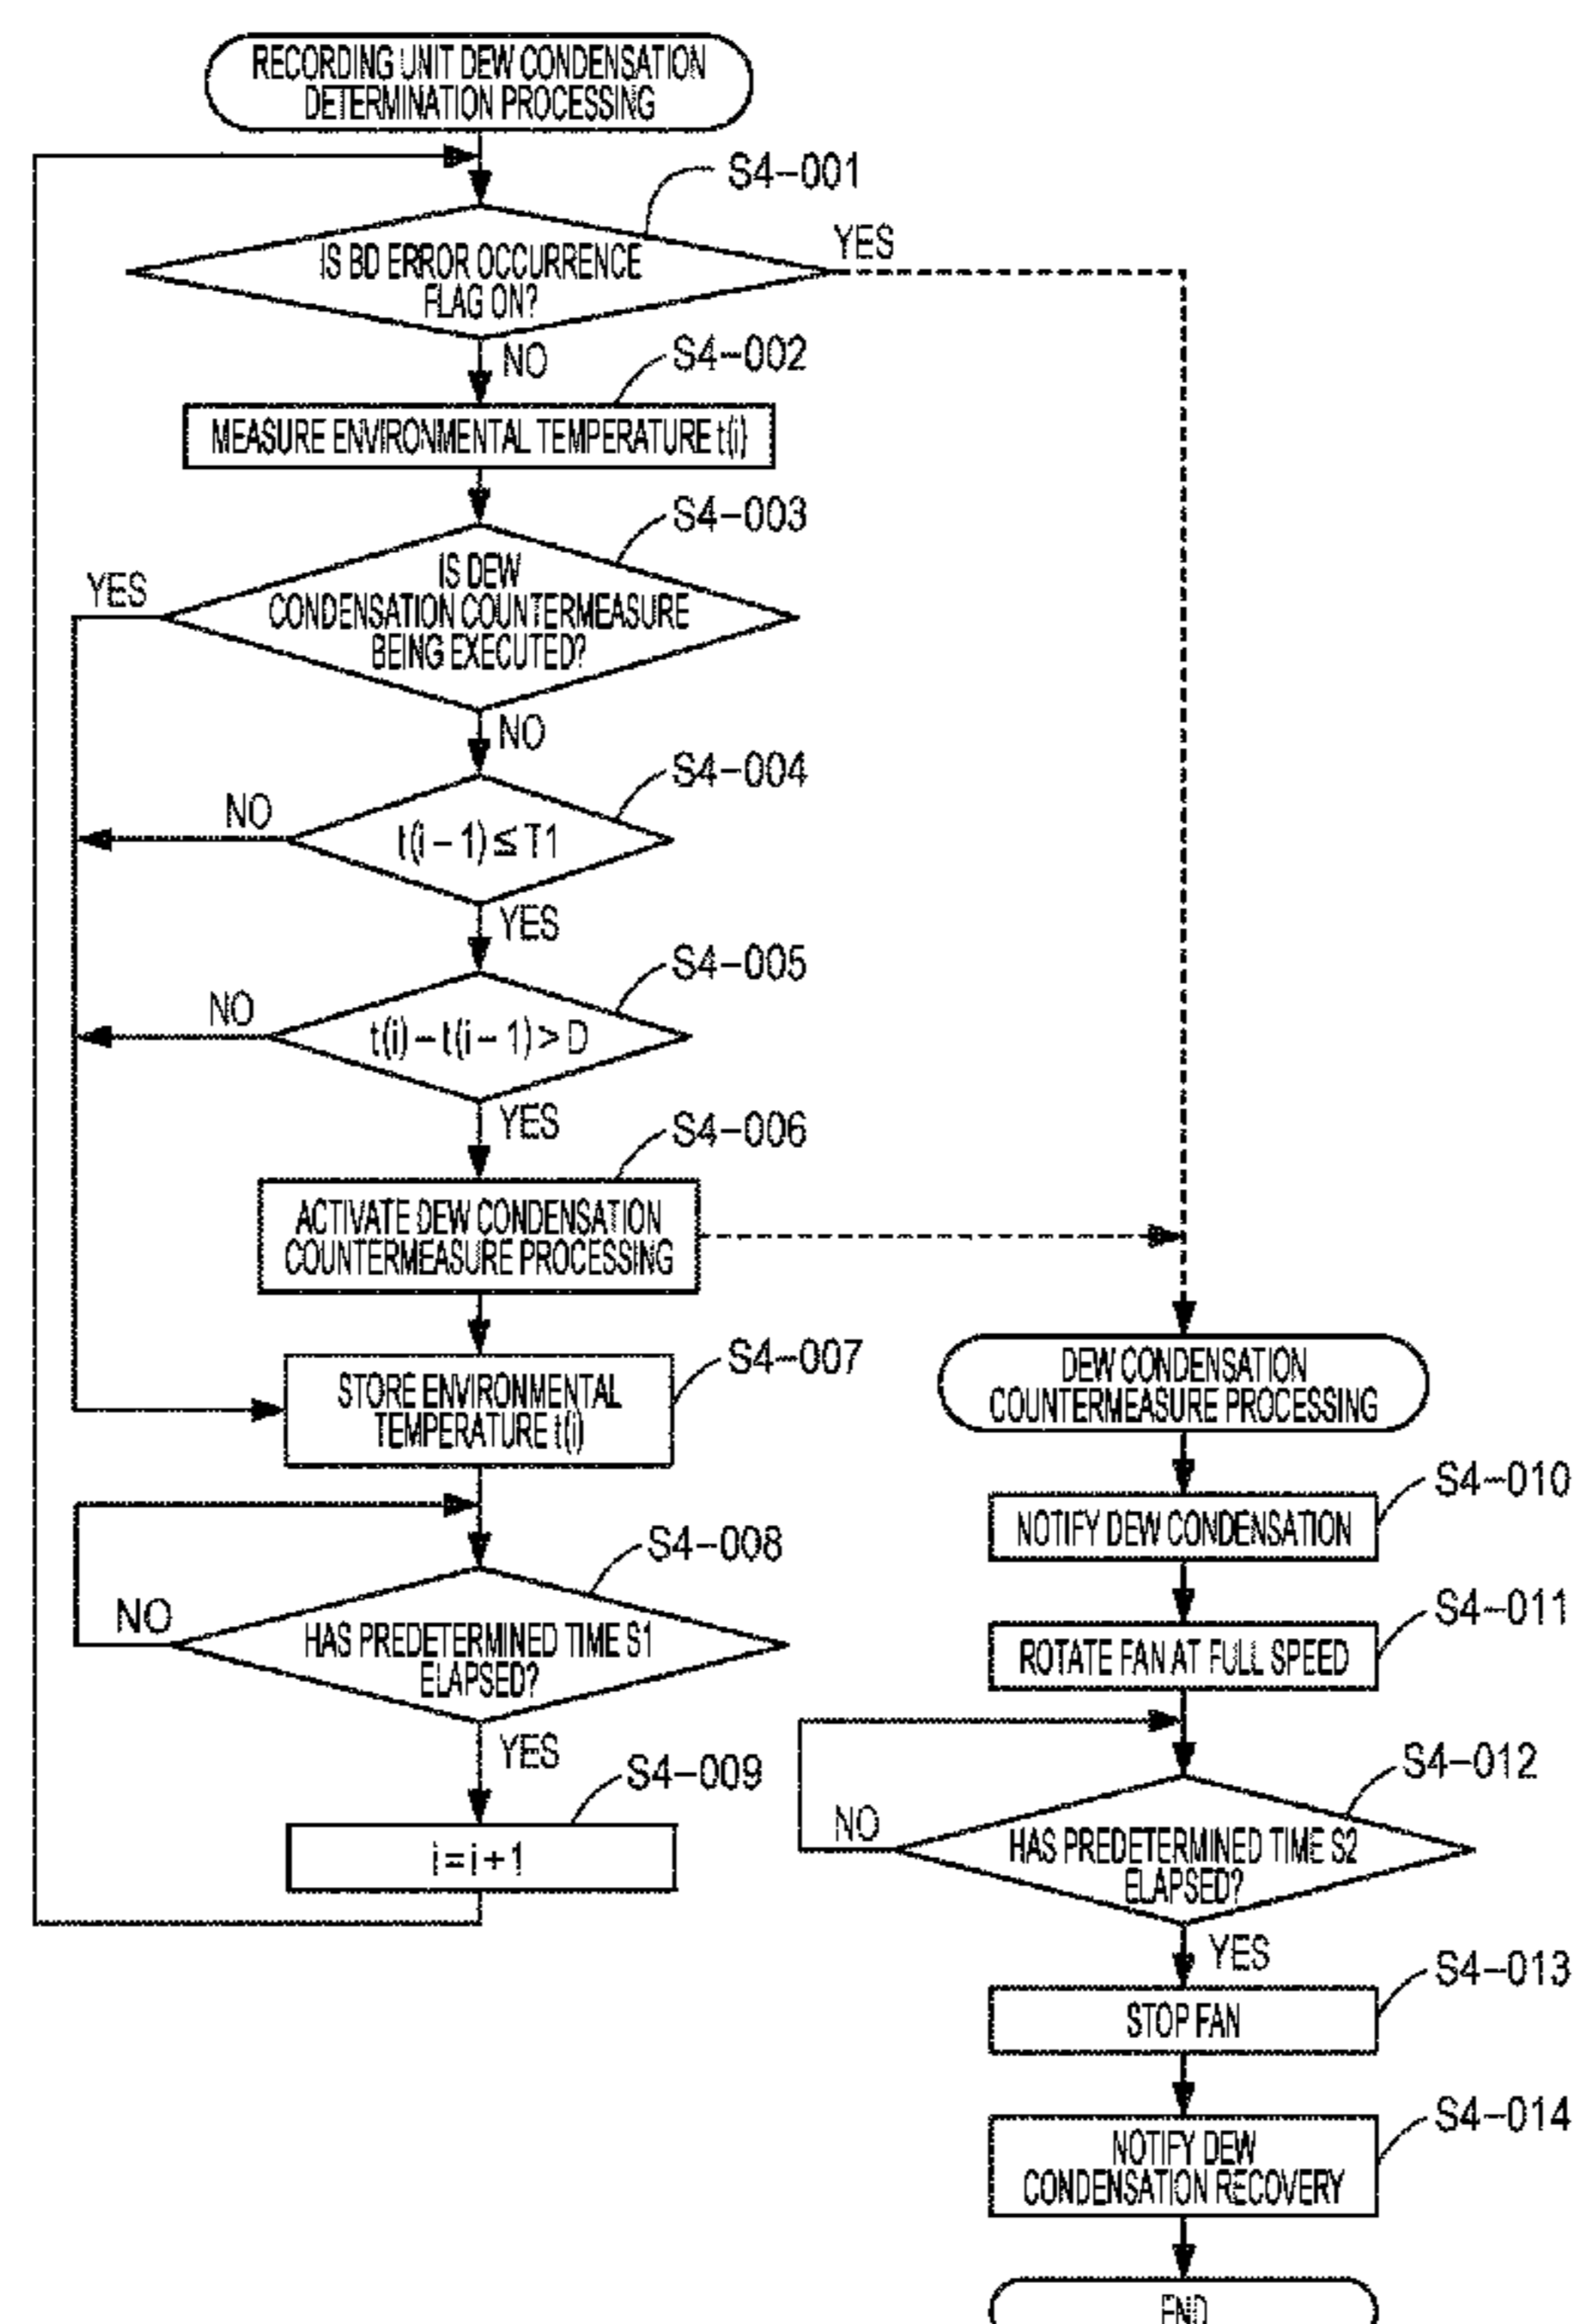 RECORDING UNIT DEW CONDENSATION
DETERMINATION PROCESSING
S4-001
IS BD ERROR OCCURRENCE
FLAG ON?
YES
NO
S4-002
MEASURE ENVIRONMENTAL TEMPERATURE t(i)
S4-003
IS DEW
CONDENSATION COUNTERMEASURE
BEING EXECUTED?
YES
NO
S4-004
t(i-1) ≤ T1
NO
YES
S4-005
t(i)-t(i-1) > D
NO
YES
S4-006
ACTIVATE DEW CONDENSATION
COUNTERMEASURE PROCESSING
S4-007
STORE ENVIRONMENTAL
TEMPERATURE t(i)
S4-008
HAS PREDETERMINED TIME S1
ELAPSED?
NO
YES
S4-009
i=i+1
DEW CONDENSATION
COUNTERMEASURE PROCESSING
S4-010
NOTIFY DEW CONDENSATION
S4-011
ROTATE FAN AT FULL SPEED
S4-012
HAS PREDETERMINED TIME S2
ELAPSED?
NO
YES
S4-013
STOP FAN
S4-014
NOTIFY DEW
CONDENSATION RECOVERY
END